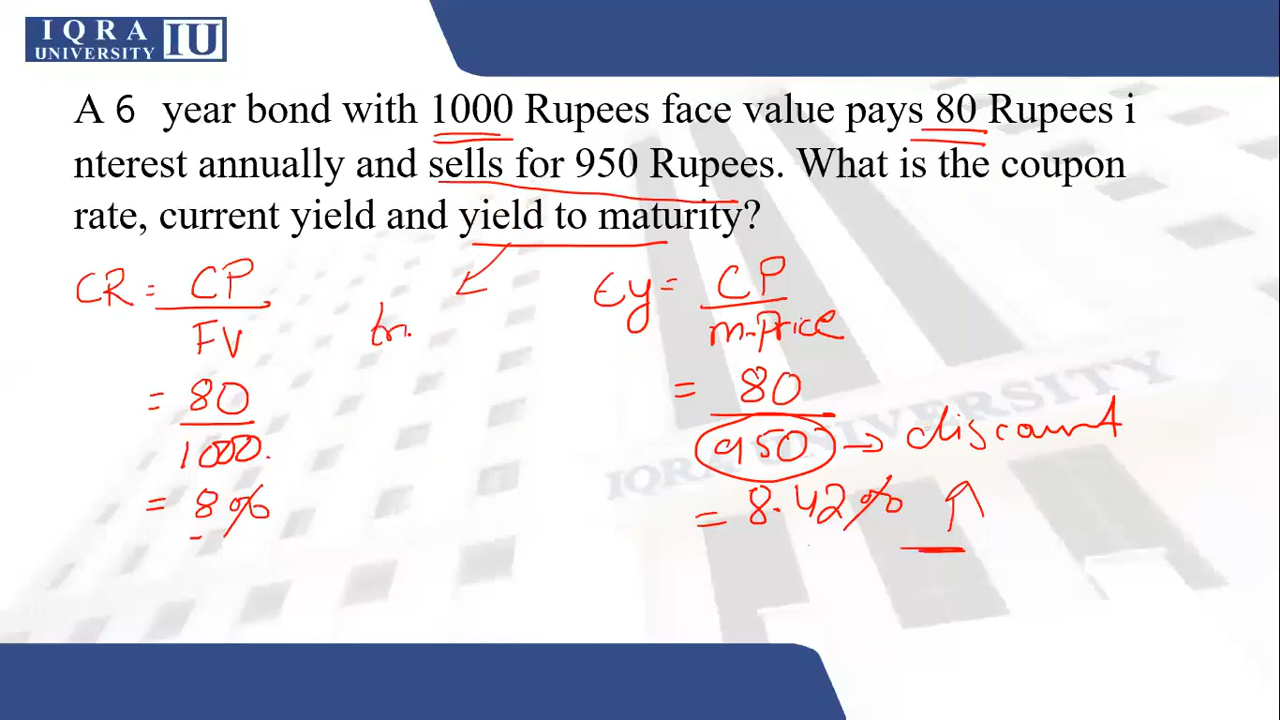 IQRA
UNIVERSITY IU
A 6 year bond with 1000 Rupees face value pays 80 Rupees i
nterest annually and sells for 950 Rupees. What is the coupon
rate, current yield and yield to maturity?
CR = CP
FV
= 80
1000.
= 8%
Cy = CP
m-Price
= 80
950 → discount
= 8.42% ↑
IQRA UNIVERSITY